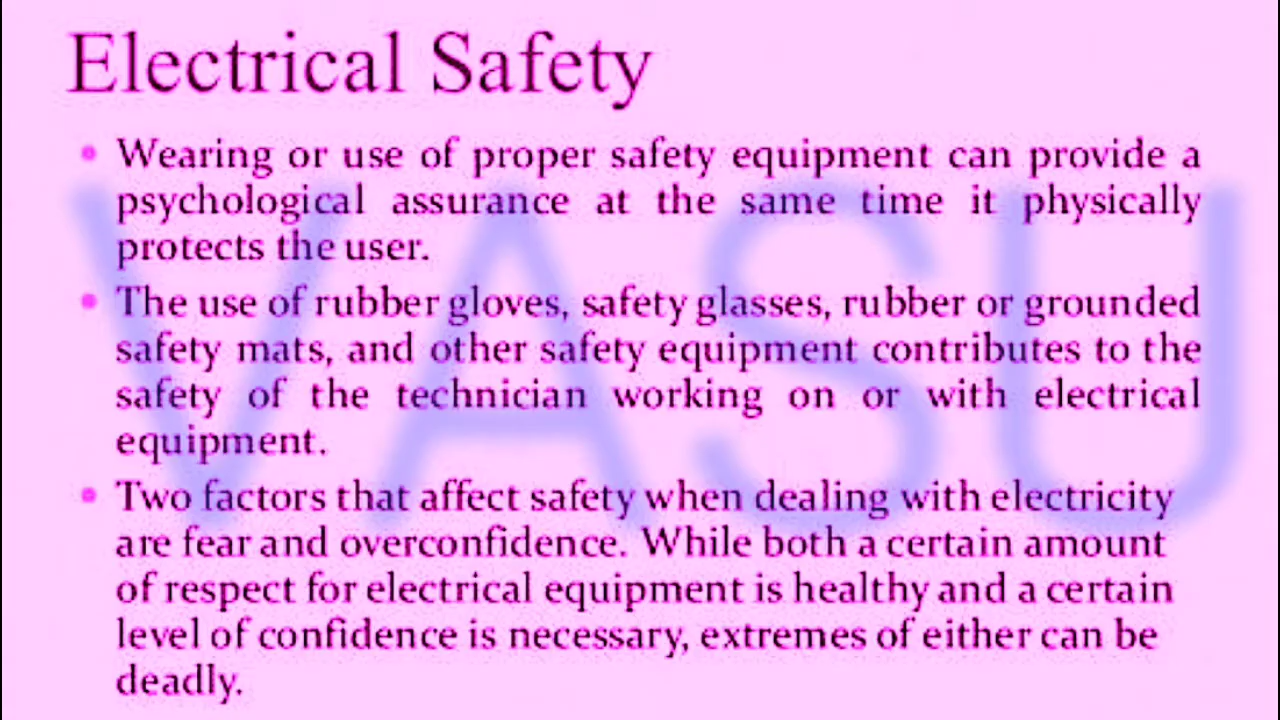 Electrical Safety
• Wearing or use of proper safety equipment can provide a
psychological assurance at the same time it physically
protects the user.
• The use of rubber gloves, safety glasses, rubber or grounded
safety mats, and other safety equipment contributes to the
safety of the technician working on or with electrical
equipment.
• Two factors that affect safety when dealing with electricity
are fear and overconfidence. While both a certain amount
of respect for electrical equipment is healthy and a certain
level of confidence is necessary, extremes of either can be
deadly.
VASU